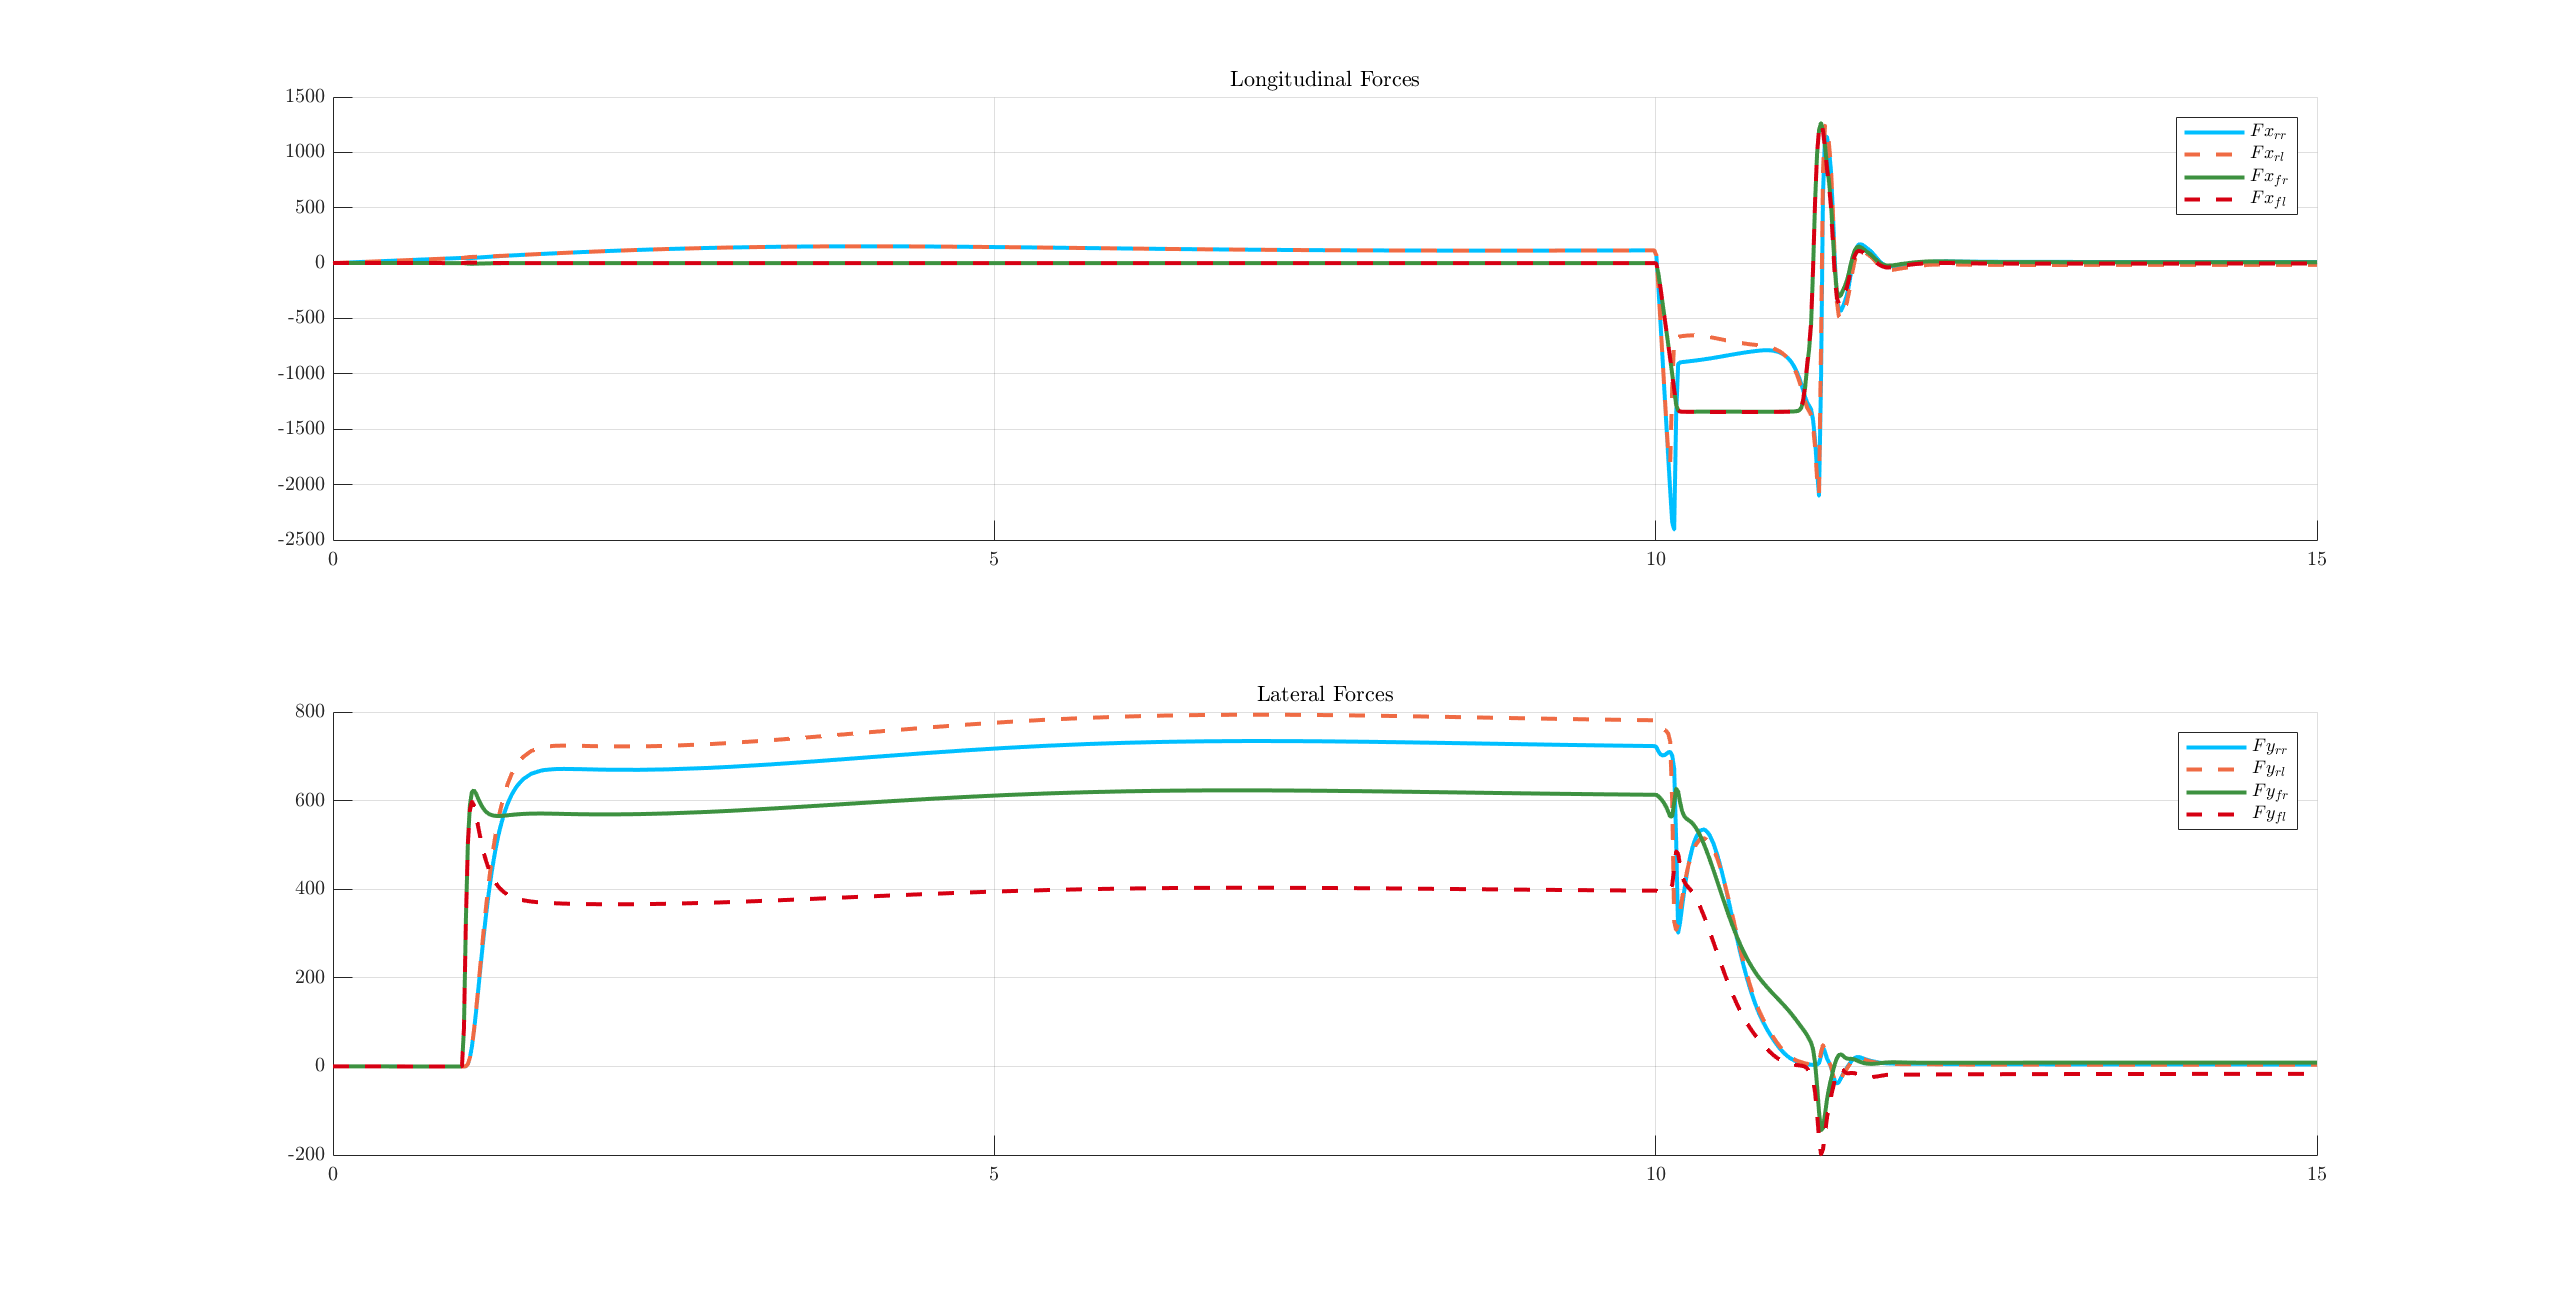 Longitudinal Forces
1500
1000
500
0
-500
-1000
-1500
-2000
-2500
0 5 10 15
Fx_rr
Fx_rl
Fx_fr
Fx_fl
Lateral Forces
800
600
400
200
0
-200
0 5 10 15
Fy_rr
Fy_rl
Fy_fr
Fy_fl